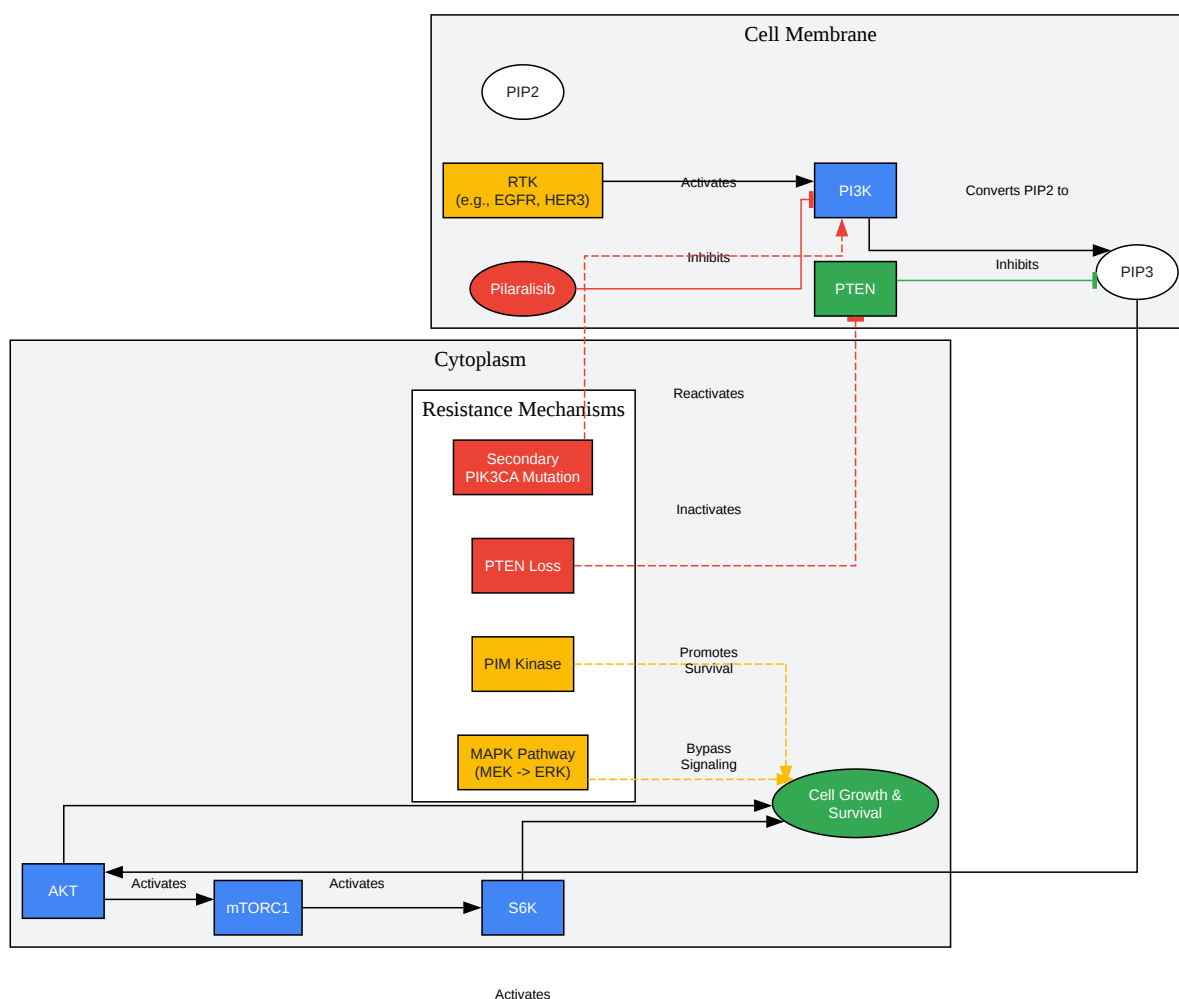 Cell Membrane
PIP2
RTK
(e.g., EGFR, HER3)
Activates
PI3K
Converts PIP2 to
Pilaralisib
Inhibits
PTEN
Inhibits
PIP3
Cytoplasm
Resistance Mechanisms
Reactivates
Secondary
PIK3CA Mutation
Inactivates
PTEN Loss
PIM Kinase
Promotes
Survival
MAPK Pathway
(MEK -> ERK)
Bypass
Signaling
Cell Growth &
Survival
AKT
Activates
mTORC1
Activates
S6K
Activates